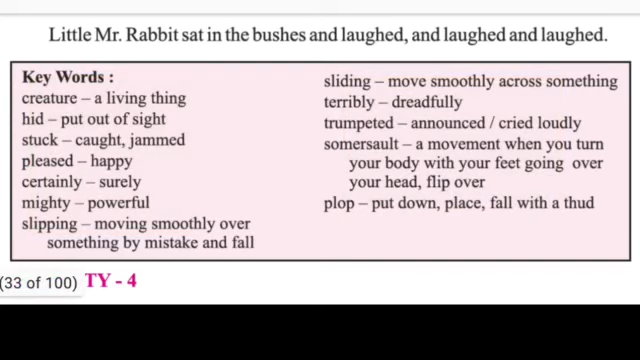 Little Mr. Rabbit sat in the bushes and laughed, and laughed and laughed.
Key Words :
creature – a living thing
hid – put out of sight
stuck – caught, jammed
pleased – happy
certainly – surely
mighty – powerful
slipping – moving smoothly over
something by mistake and fall
sliding – move smoothly across something
terribly – dreadfully
trumpeted – announced / cried loudly
somersault – a movement when you turn
your body with your feet going over
your head, flip over
plop – put down, place, fall with a thud
(33 of 100) TY - 4